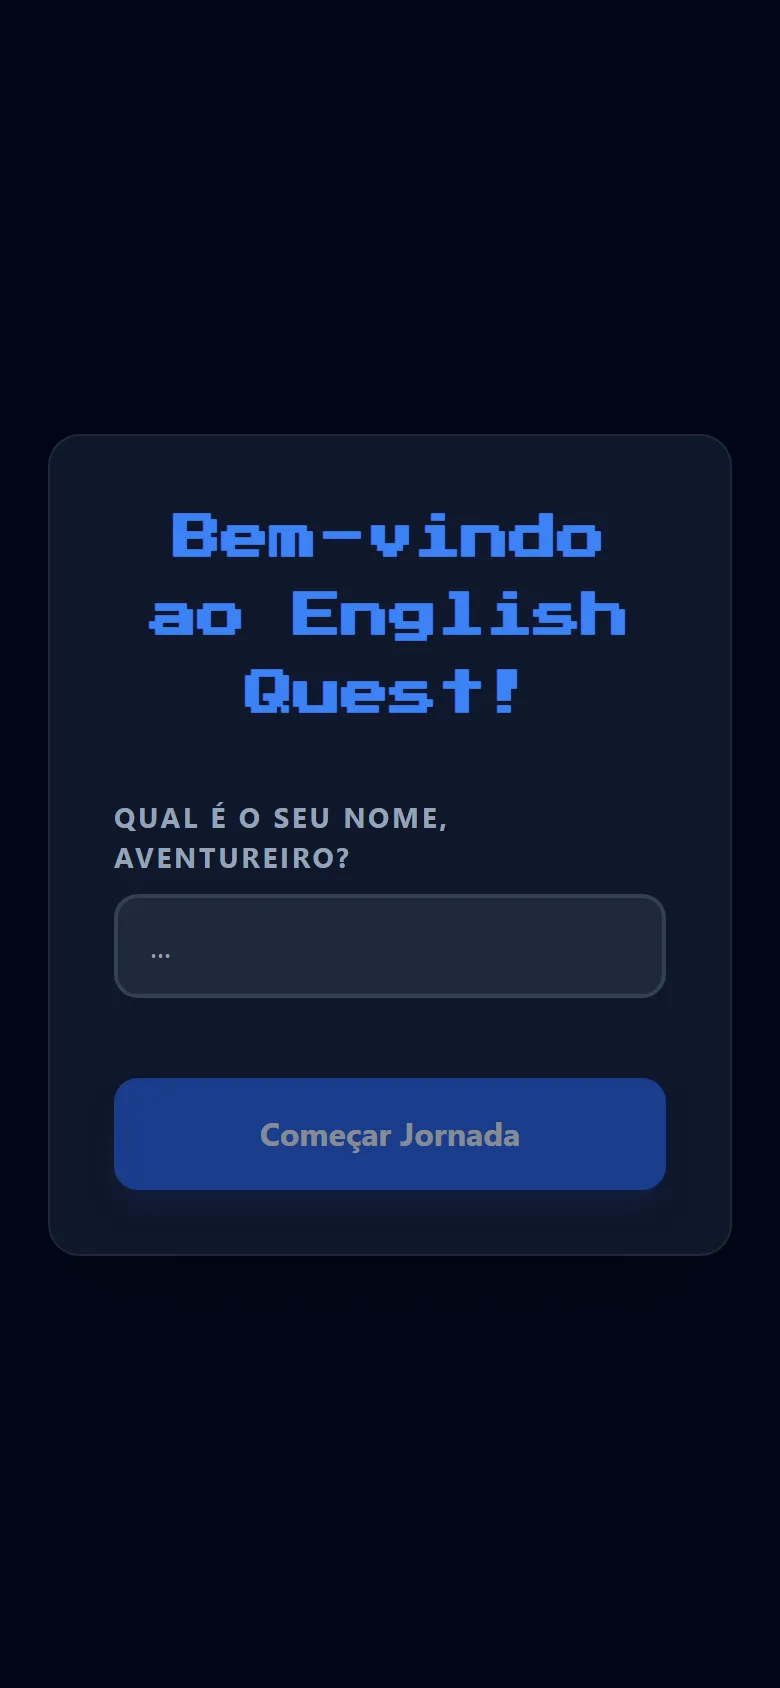 Bem-vindo
ao English
Quest!
QUAL É O SEU NOME,
AVENTUREIRO?
...
Começar Jornada